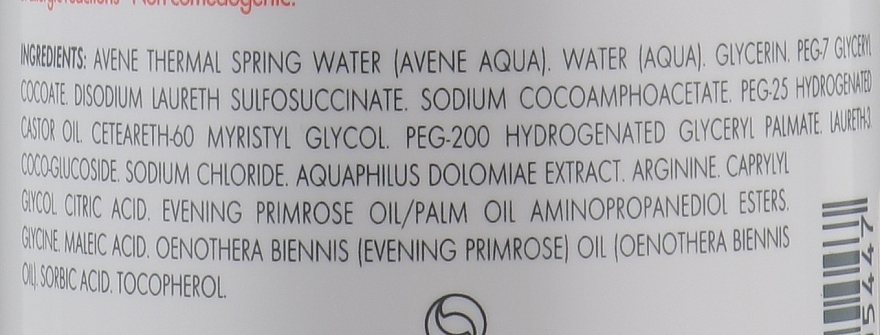 Non comedogenic.
INGREDIENTS: AVENE THERMAL SPRING WATER (AVENE AQUA). WATER (AQUA). GLYCERIN. PEG-7 GLYCERYL
COCOATE. DISODIUM LAURETH SULFOSUCCINATE. SODIUM COCOAMPHOACETATE. PEG-25 HYDROGENATED
CASTOR OIL. CETEARETH-60 MYRISTYL GLYCOL. PEG-200 HYDROGENATED GLYCERYL PALMATE. LAURETH-3.
COCO-GLUCOSIDE. SODIUM CHLORIDE. AQUAPHILUS DOLOMIAE EXTRACT. ARGININE. CAPRYLYL
GLYCOL. CITRIC ACID. EVENING PRIMROSE OIL/PALM OIL AMINOPROPANEDIOL ESTERS.
GLYCINE. MALEIC ACID. OENOTHERA BIENNIS (EVENING PRIMROSE) OIL (OENOTHERA BIENNIS
OIL). SORBIC ACID. TOCOPHEROL.
5447